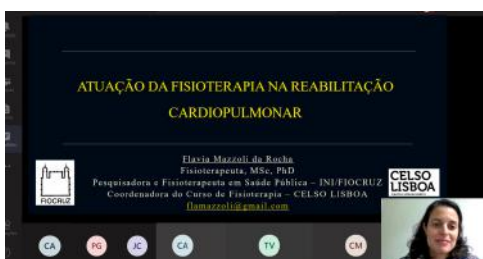 ATUAÇÃO DA FISIOTERAPIA NA REABILITAÇÃO
CARDIOPULMONAR
Flavia Mazzoli da Rocha
Fisioterapeuta, MSc, PhD
Pesquisadora e Fisioterapeuta em Saúde Pública – INI/FIOCRUZ
Coordenadora do Curso de Fisioterapia – CELSO LISBOA
flamazzoli@gmail.com
FIOCRUZ
CELSO
LISBOA
CA PG JC CA TV CM